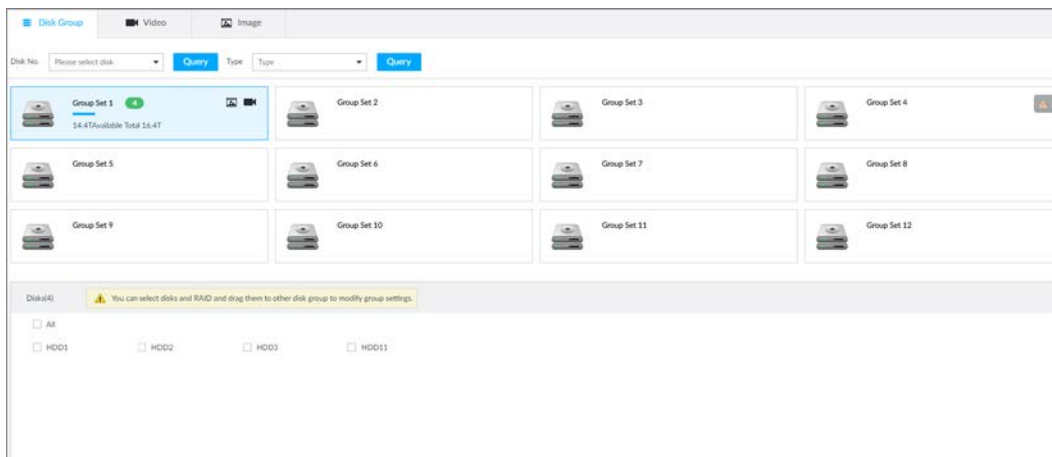 Disk Group Video Image
Disk No. Please select disk Query Type Type Query
Group Set 1 4 Group Set 2 Group Set 3 Group Set 4
14.4TAvailable Total 16.4T
Group Set 5 Group Set 6 Group Set 7 Group Set 8
Group Set 9 Group Set 10 Group Set 11 Group Set 12
Disks(4) You can select disks and RAID and drag them to other disk group to modify group settings.
All
HDD1 HDD2 HDD3 HDD11